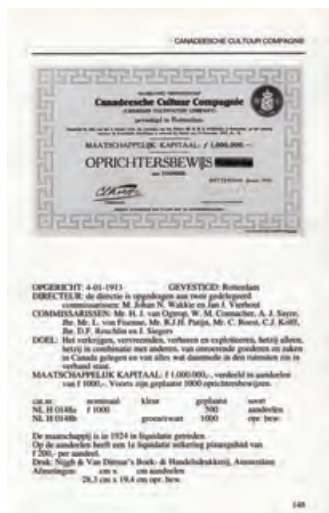 CANADEESCHE CULTUUR COMPAGNIE
Canadeesche Cultuur Compagnie
gevestigd te Rotterdam.
MAATSCHAPPELIJK KAPITAAL: f 1.000.000.—
OPRICHTERSBEWIJS
ROTTERDAM
OPGERICHT: 4-01-1913 GEVESTIGD: Rotterdam
DIRECTEUR: de directie is opgedragen aan twee gedelegeerd
commissarissen: M. Johan N. Wakkie en Jan J. Vierhout
COMMISSARISSEN: Mr. H. J. van Ogtrop, W. M. A. J. Sayre,
Jhr. Mr. L. von Fisenne, Mr. R.J.H. Patijn, Mr. C. Roest, C.J. Kolff,
Jhr. D.F. Reuchlin en J. Siegers
DOEL: Het verkrijgen, vervreemden, verhuren en exploiteren, hetzij alleen,
hetzij in combinatie met anderen, van onroerende goederen en zaken
in Canada gelegen en van alles wat daarmede in den ruimsten zin in
verband staat.
MAATSCHAPPELIJK KAPITAAL: f 1.000.000,-, verdeeld in aandelen
van f 1000,-. Voorts zijn geplaatst 1000 oprichtersbewijzen.
cat.nr. nominaal kleur geplaatst soort
NL H 0148a f 1000 500 aandelen
NL H 0148b groen/zwart 1000 opr. bew.
De maatschappij is in 1924 in liquidatie getreden.
Op de aandelen heeft een 1e liquidatie uitkering plaatsgehad van
f 200,- per aandeel.
Druk: Nijgh & Van Ditmar's Boek- & Handelsdrukkerij, Amsterdam
Afmetingen: cm x cm aandelen
28,3 cm x 19,4 cm opr. bew.
148